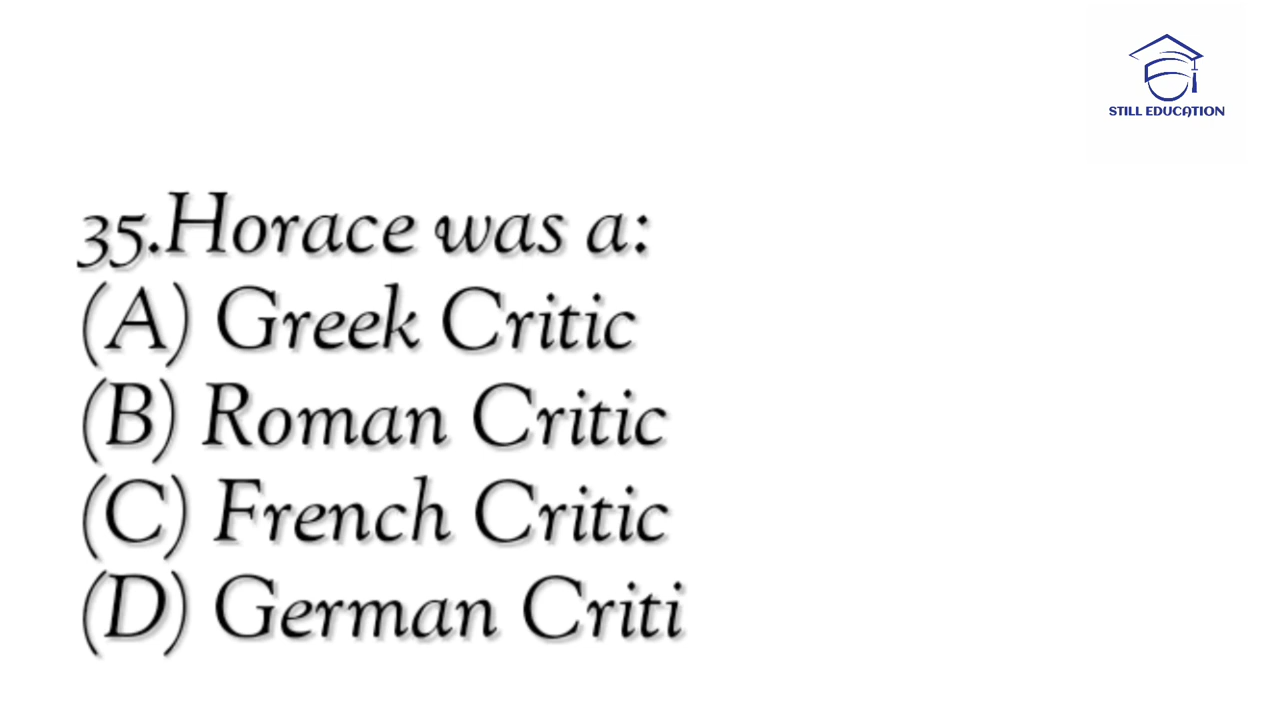 STILL EDUCATION
35.Horace was a:
(A) Greek Critic
(B) Roman Critic
(C) French Critic
(D) German Criti